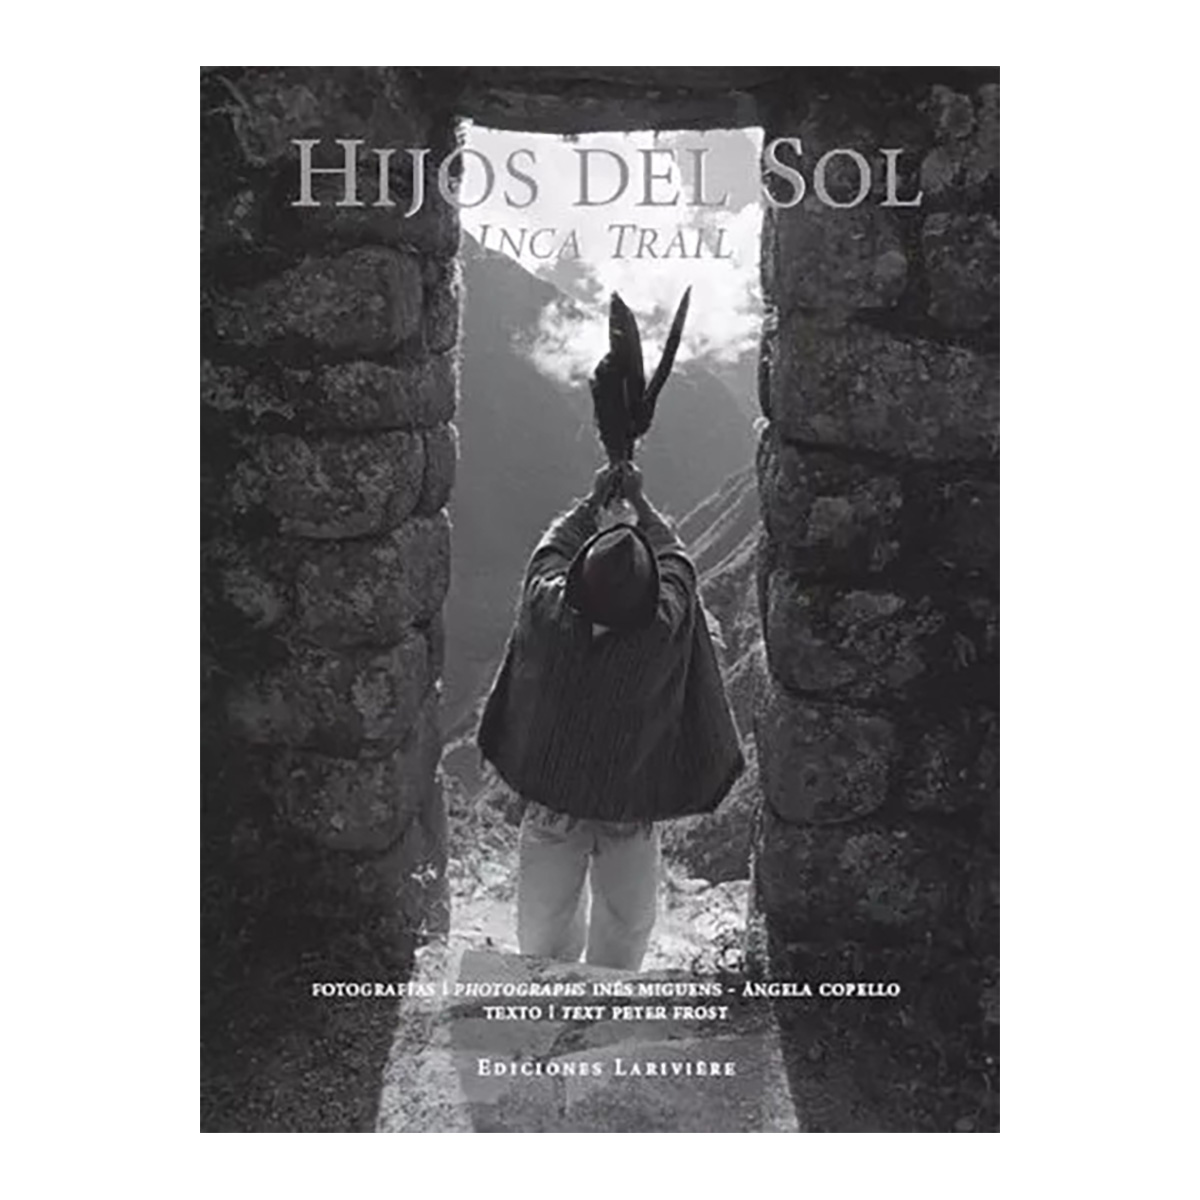 HIJOS DEL SOL
INCA TRAIL
FOTOGRAFÍAS | PHOTOGRAPHS INÉS MIGUENS - ÁNGELA COPELLO
TEXTO | TEXT PETER FROST
EDICIONES LARIVIÈRE